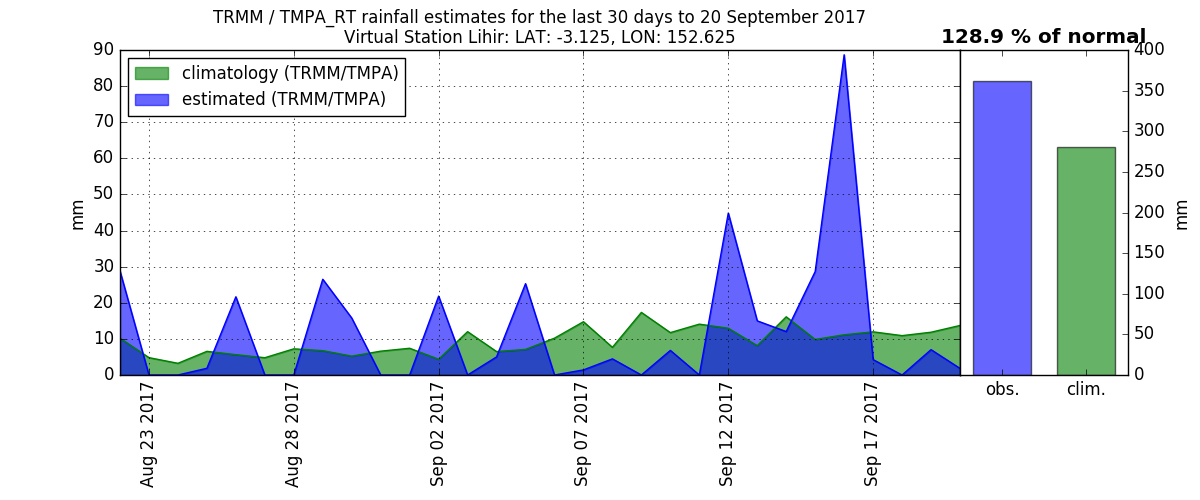 TRMM / TMPA_RT rainfall estimates for the last 30 days to 20 September 2017
Virtual Station Lihir: LAT: -3.125, LON: 152.625
128.9 % of normal
climatology (TRMM/TMPA)
estimated (TRMM/TMPA)
90
80
70
60
50
40
30
20
10
0
mm
Aug 23 2017
Aug 28 2017
Sep 02 2017
Sep 07 2017
Sep 12 2017
Sep 17 2017
400
350
300
250
200
150
100
50
0
mm
obs.
clim.